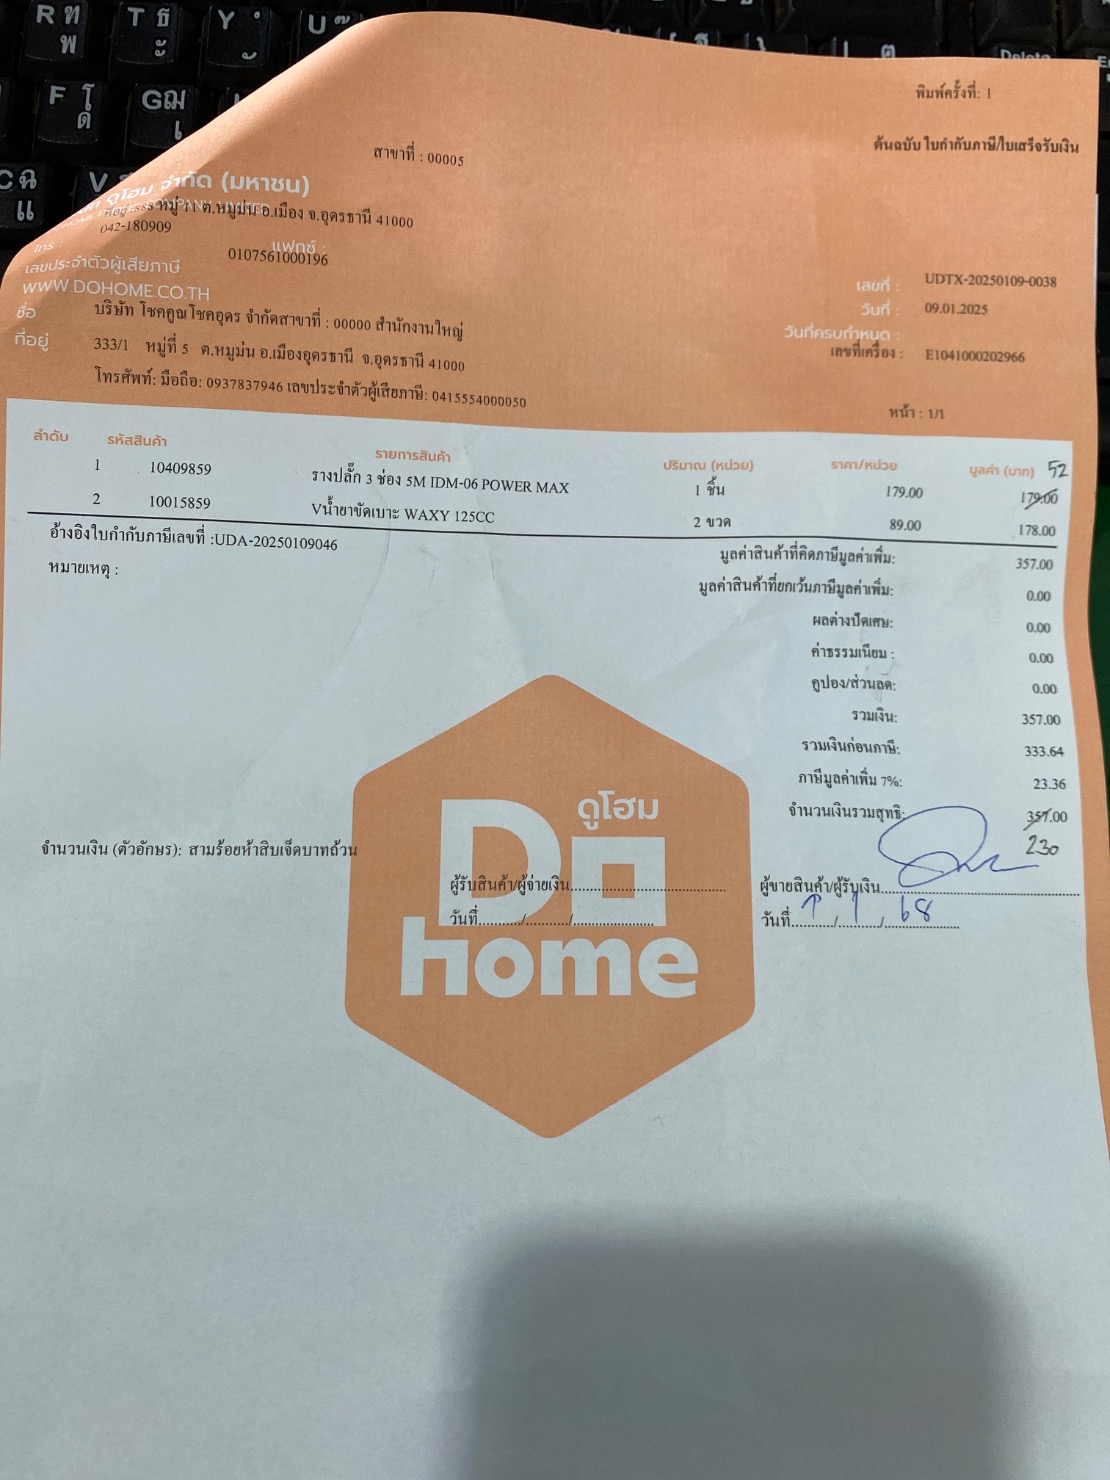 R ท พ T ธ ะ Y ั U ๊
Delete
F โ ด G ฌ เ
C ฉ แ V
พิมพ์ครั้งที่: 1
ต้นฉบับ ใบกำกับภาษี/ใบเสร็จรับเงิน
สาขาที่ : 00005
ดูโฮม จำกัด (มหาชน)
หมู่ 11 ต.หมูม่น อ.เมือง จ.อุดรธานี 41000
042-180909
โทร : แฟกซ์ :
เลขประจำตัวผู้เสียภาษี 0107561000196
WWW.DOHOME.CO.TH
เลขที่ : UDTX-20250109-0038
วันที่ : 09.01.2025
วันที่ครบกำหนด :
เลขที่เครื่อง : E1041000202966
ชื่อ บริษัท โชคคูณโชคอุดร จำกัดสาขาที่ : 00000 สำนักงานใหญ่
ที่อยู่ 333/1 หมู่ที่ 5 ต.หมูม่น อ.เมืองอุดรธานี จ.อุดรธานี 41000
โทรศัพท์: มือถือ: 0937837946 เลขประจำตัวผู้เสียภาษี: 0415554000050
หน้า : 1/1
ลำดับ รหัสสินค้า รายการสินค้า ปริมาณ (หน่วย) ราคา/หน่วย มูลค่า (บาท) 52
1 10409859 รางปลั๊ก 3 ช่อง 5M IDM-06 POWER MAX 1 ชิ้น 179.00 179.00
2 10015859 Vน้ำยาขัดเบาะ WAXY 125CC 2 ขวด 89.00 178.00
อ้างอิงใบกำกับภาษีเลขที่ :UDA-20250109046
หมายเหตุ :
มูลค่าสินค้าที่คิดภาษีมูลค่าเพิ่ม: 357.00
มูลค่าสินค้าที่ยกเว้นภาษีมูลค่าเพิ่ม: 0.00
ผลต่างปัดเศษ: 0.00
ค่าธรรมเนียม : 0.00
คูปอง/ส่วนลด: 0.00
รวมเงิน: 357.00
รวมเงินก่อนภาษี: 333.64
ภาษีมูลค่าเพิ่ม 7%: 23.36
จำนวนเงินรวมสุทธิ: 357.00
230
จำนวนเงิน (ตัวอักษร): สามร้อยห้าสิบเจ็ดบาทถ้วน
ดูโฮม
Do
home
ผู้รับสินค้า/ผู้จ่ายเงิน.................................... ผู้ขายสินค้า/ผู้รับเงิน....................................
วันที่........../........../.................... วันที่........../ 1 / 68